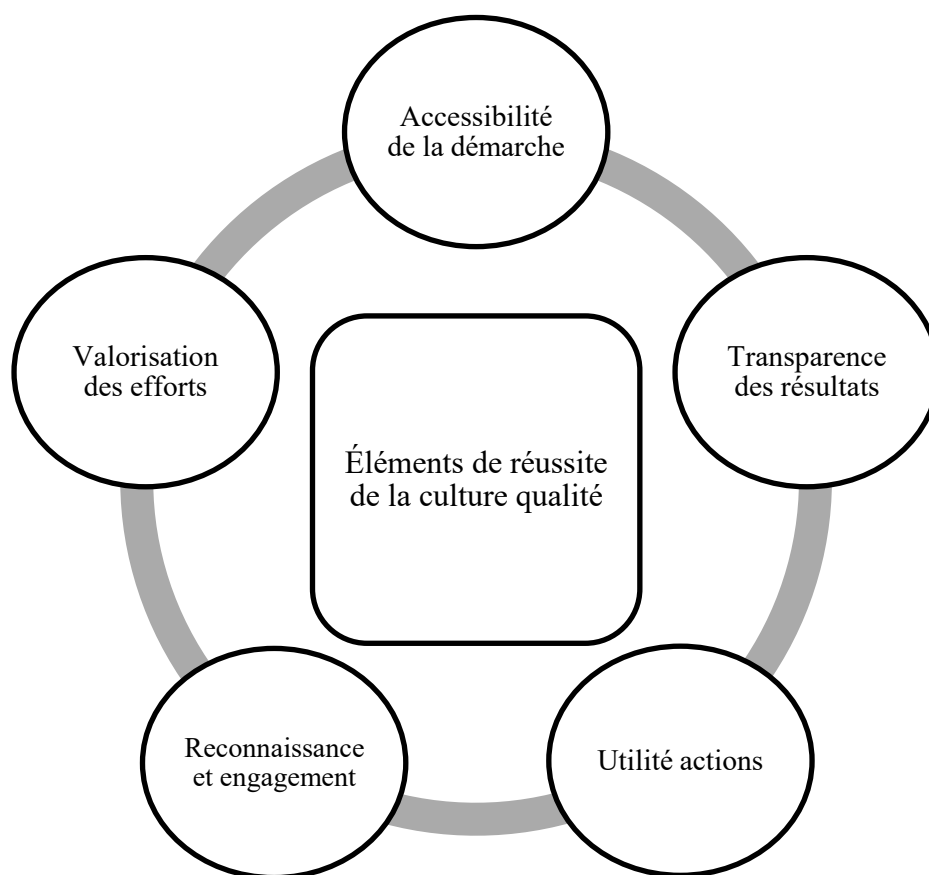 Accessibilité
de la démarche
Transparence
des résultats
Utilité actions
Reconnaissance
et engagement
Valorisation
des efforts
Éléments de réussite
de la culture qualité